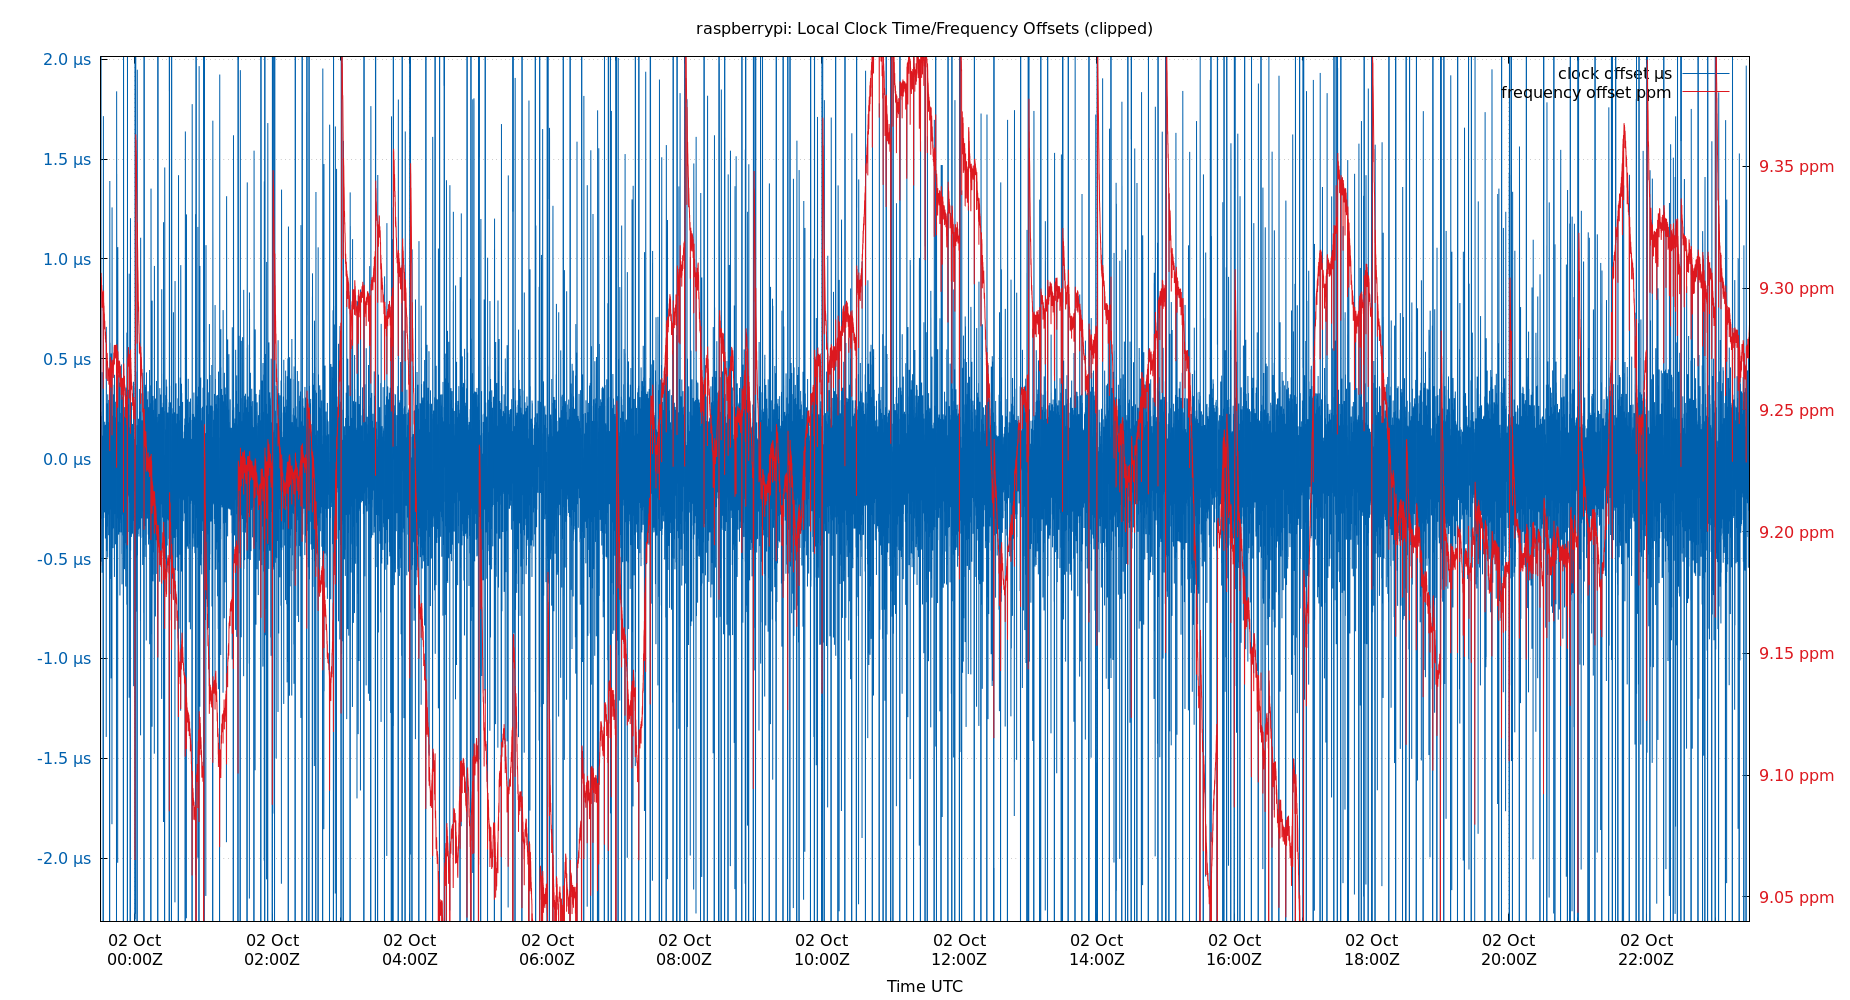 raspberrypi: Local Clock Time/Frequency Offsets (clipped)
clock offset µs
frequency offset ppm
2.0 µs
1.5 µs
1.0 µs
0.5 µs
0.0 µs
-0.5 µs
-1.0 µs
-1.5 µs
-2.0 µs
9.35 ppm
9.30 ppm
9.25 ppm
9.20 ppm
9.15 ppm
9.10 ppm
9.05 ppm
02 Oct 02 Oct 02 Oct 02 Oct 02 Oct 02 Oct 02 Oct 02 Oct 02 Oct 02 Oct 02 Oct 02 Oct
00:00Z 02:00Z 04:00Z 06:00Z 08:00Z 10:00Z 12:00Z 14:00Z 16:00Z 18:00Z 20:00Z 22:00Z
Time UTC